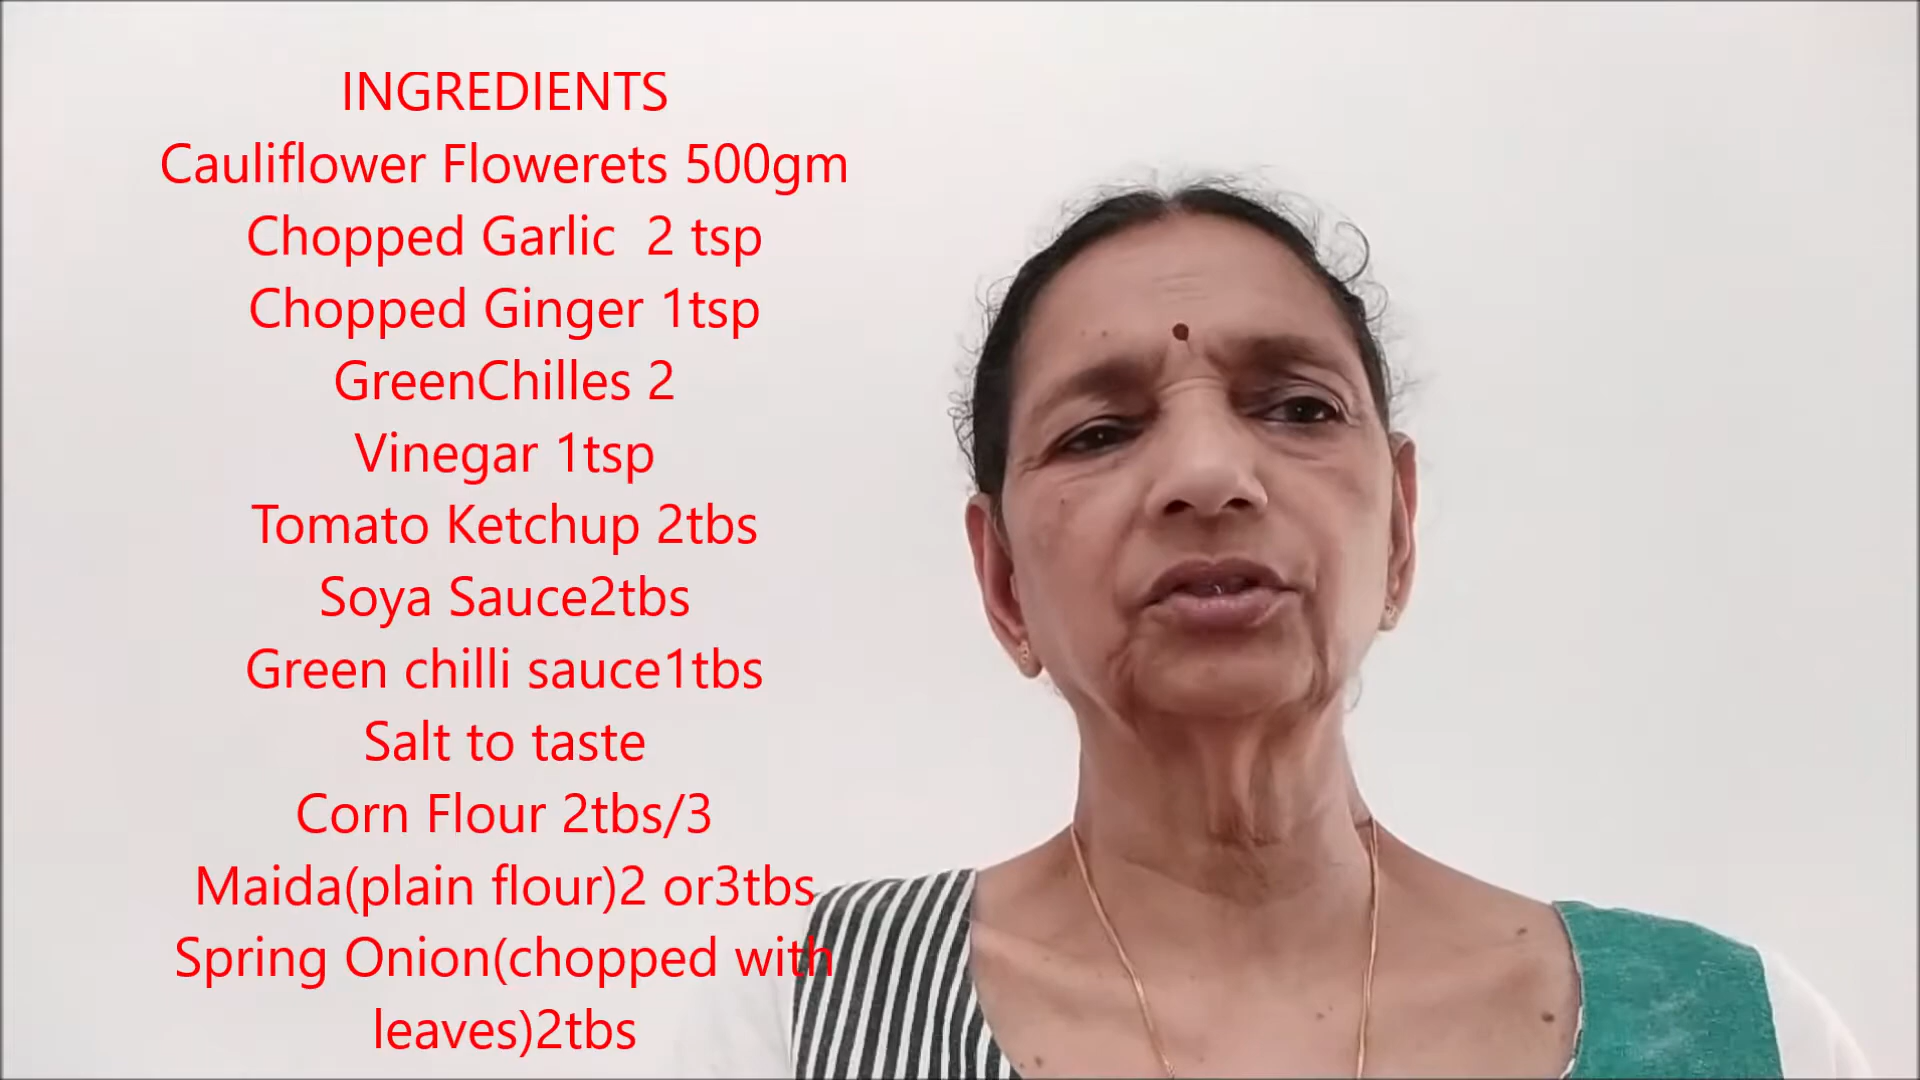 INGREDIENTS
Cauliflower Flowerets 500gm
Chopped Garlic  2 tsp
Chopped Ginger 1tsp
GreenChilles 2
Vinegar 1tsp
Tomato Ketchup 2tbs
Soya Sauce2tbs
Green chilli sauce1tbs
Salt to taste
Corn Flour 2tbs/3
Maida(plain flour)2 or3tbs
Spring Onion(chopped with
leaves)2tbs